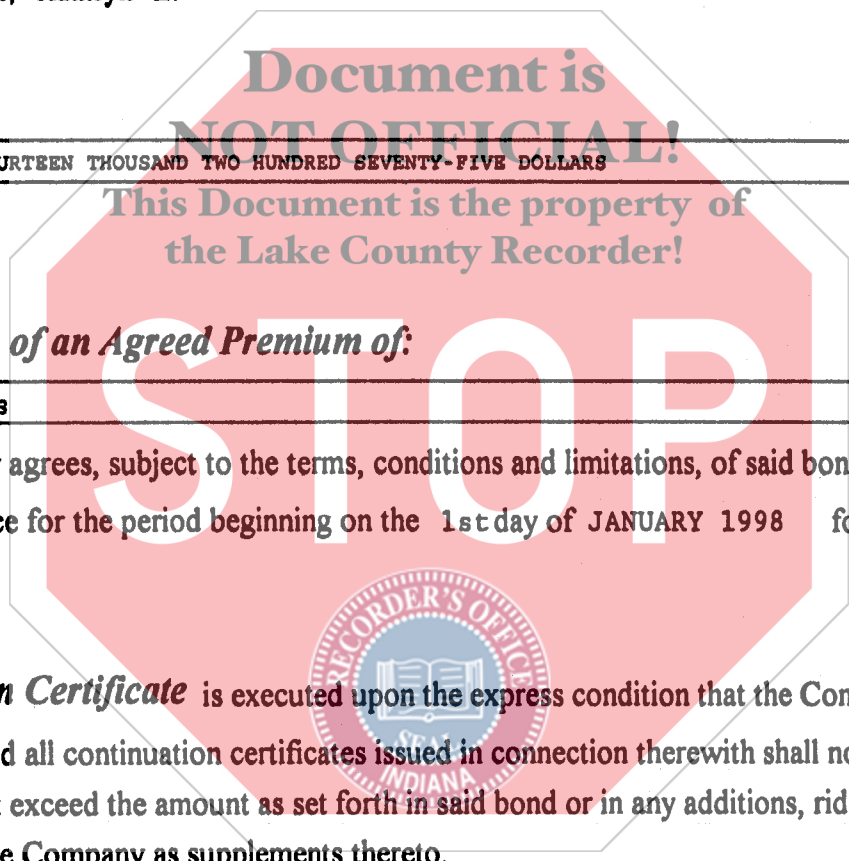 Document is
NOT OFFICIAL!
URTEEN THOUSAND TWO HUNDRED SEVENTY-FIVE DOLLARS
This Document is the property of
the Lake County Recorder!
STOP
of an Agreed Premium of:
agrees, subject to the terms, conditions and limitations, of said bon
ce for the period beginning on the 1st day of JANUARY 1998 fo
RECORDER'S OFFICE
n Certificate is executed upon the express condition that the Con
SEAL
d all continuation certificates issued in connection therewith shall no
INDIANA
exceed the amount as set forth in said bond or in any additions, rid
e Company as supplements thereto.